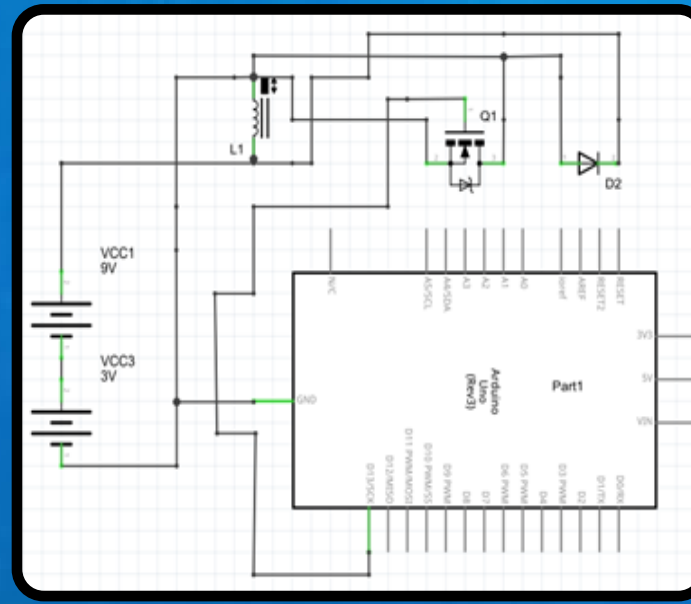 Q1
L1
D2
VCC1
9V
VCC3
3V
N/C
A5/SCL
A4/SDA
A3
A2
A1
A0
ioref
AREF
RESET2
RESET
3V3
5V
VIN
GND
Arduino
Uno
(Rev3)
Part1
D13/SCK
D12/MISO
D11 PWM/MOSI
D10 PWM/SS
D9 PWM
D8
D7
D6 PWM
D5 PWM
D4
D3 PWM
D2
D1/TX
D0/RX